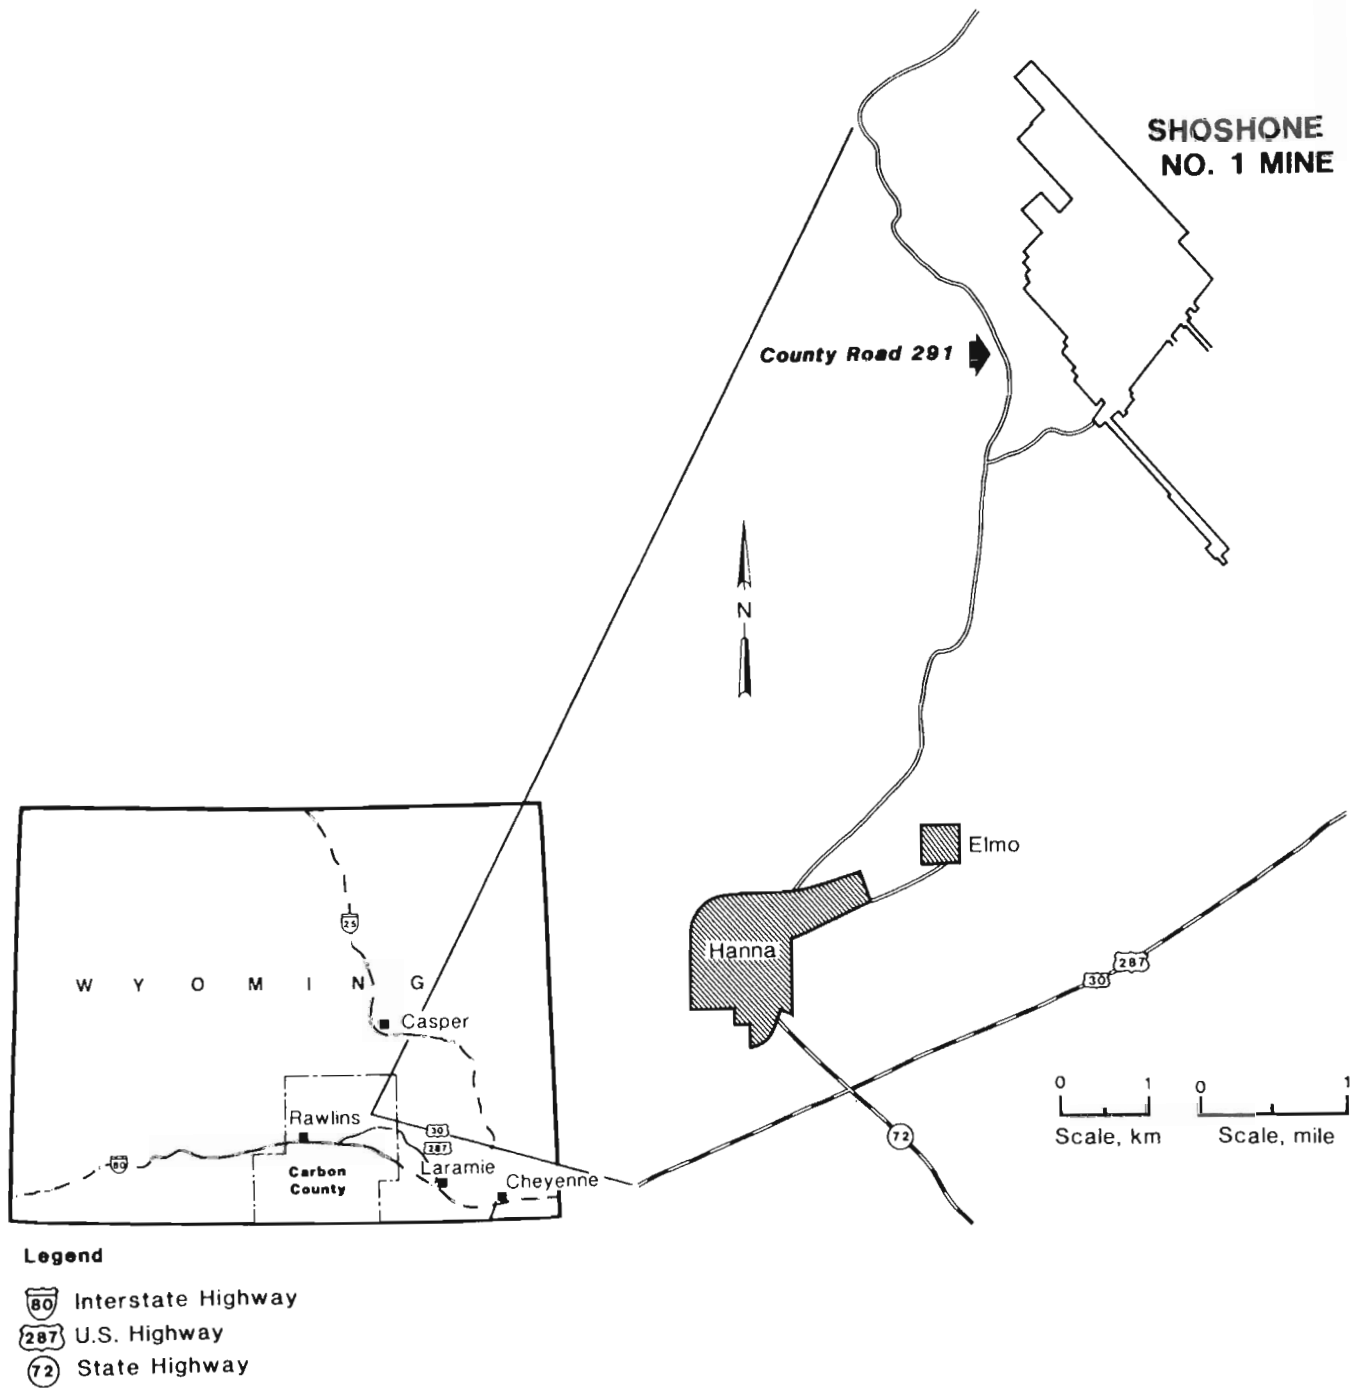 SHOSHONE
NO. 1 MINE
County Road 291
N
Elmo
Hanna
287
30
72
0 1
Scale, km
0 1
Scale, mile
25
W Y O M I N G
Casper
Rawlins
30
287
80
Carbon
County
Laramie
Cheyenne
Legend
80 Interstate Highway
287 U.S. Highway
72 State Highway